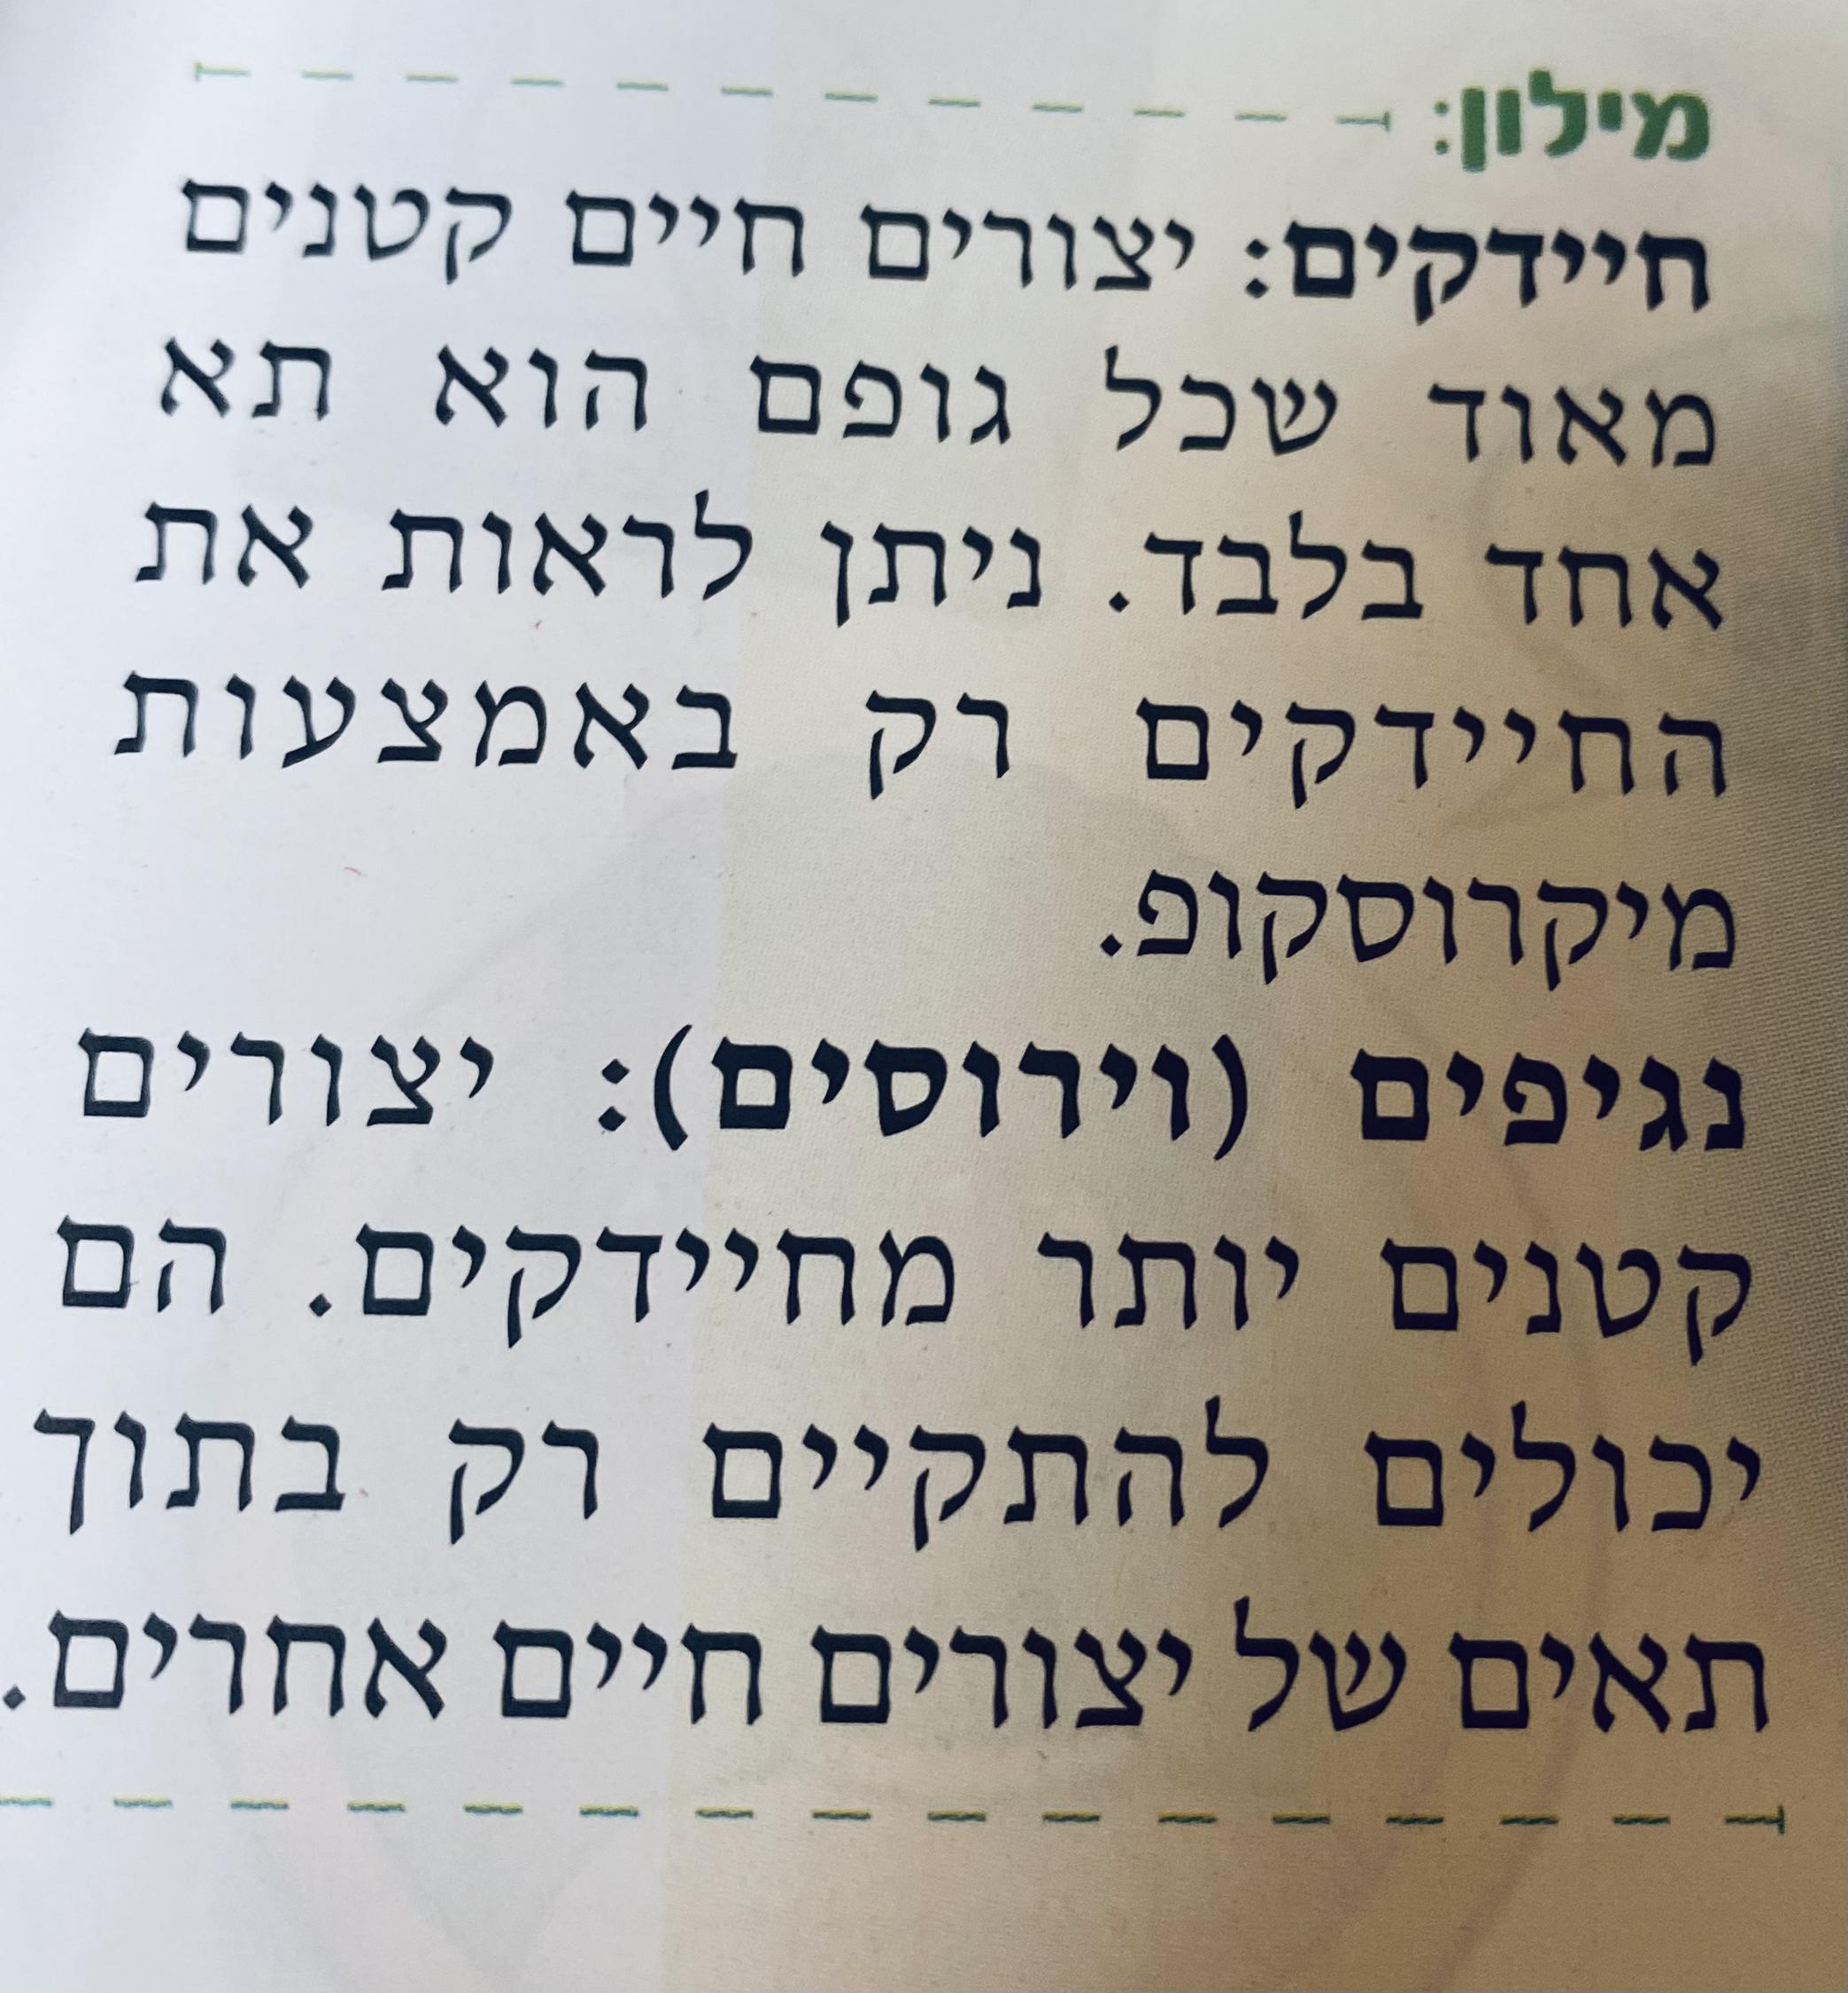 מילון:
חיידקים: יצורים חיים קטנים
מאוד שכל גופם הוא תא
אחד בלבד. ניתן לראות את
החיידקים רק באמצעות
מיקרוסקופ.
נגיפים (וירוסים): יצורים
קטנים יותר מחיידקים. הם
יכולים להתקיים רק בתוך
תאים של יצורים חיים אחרים.